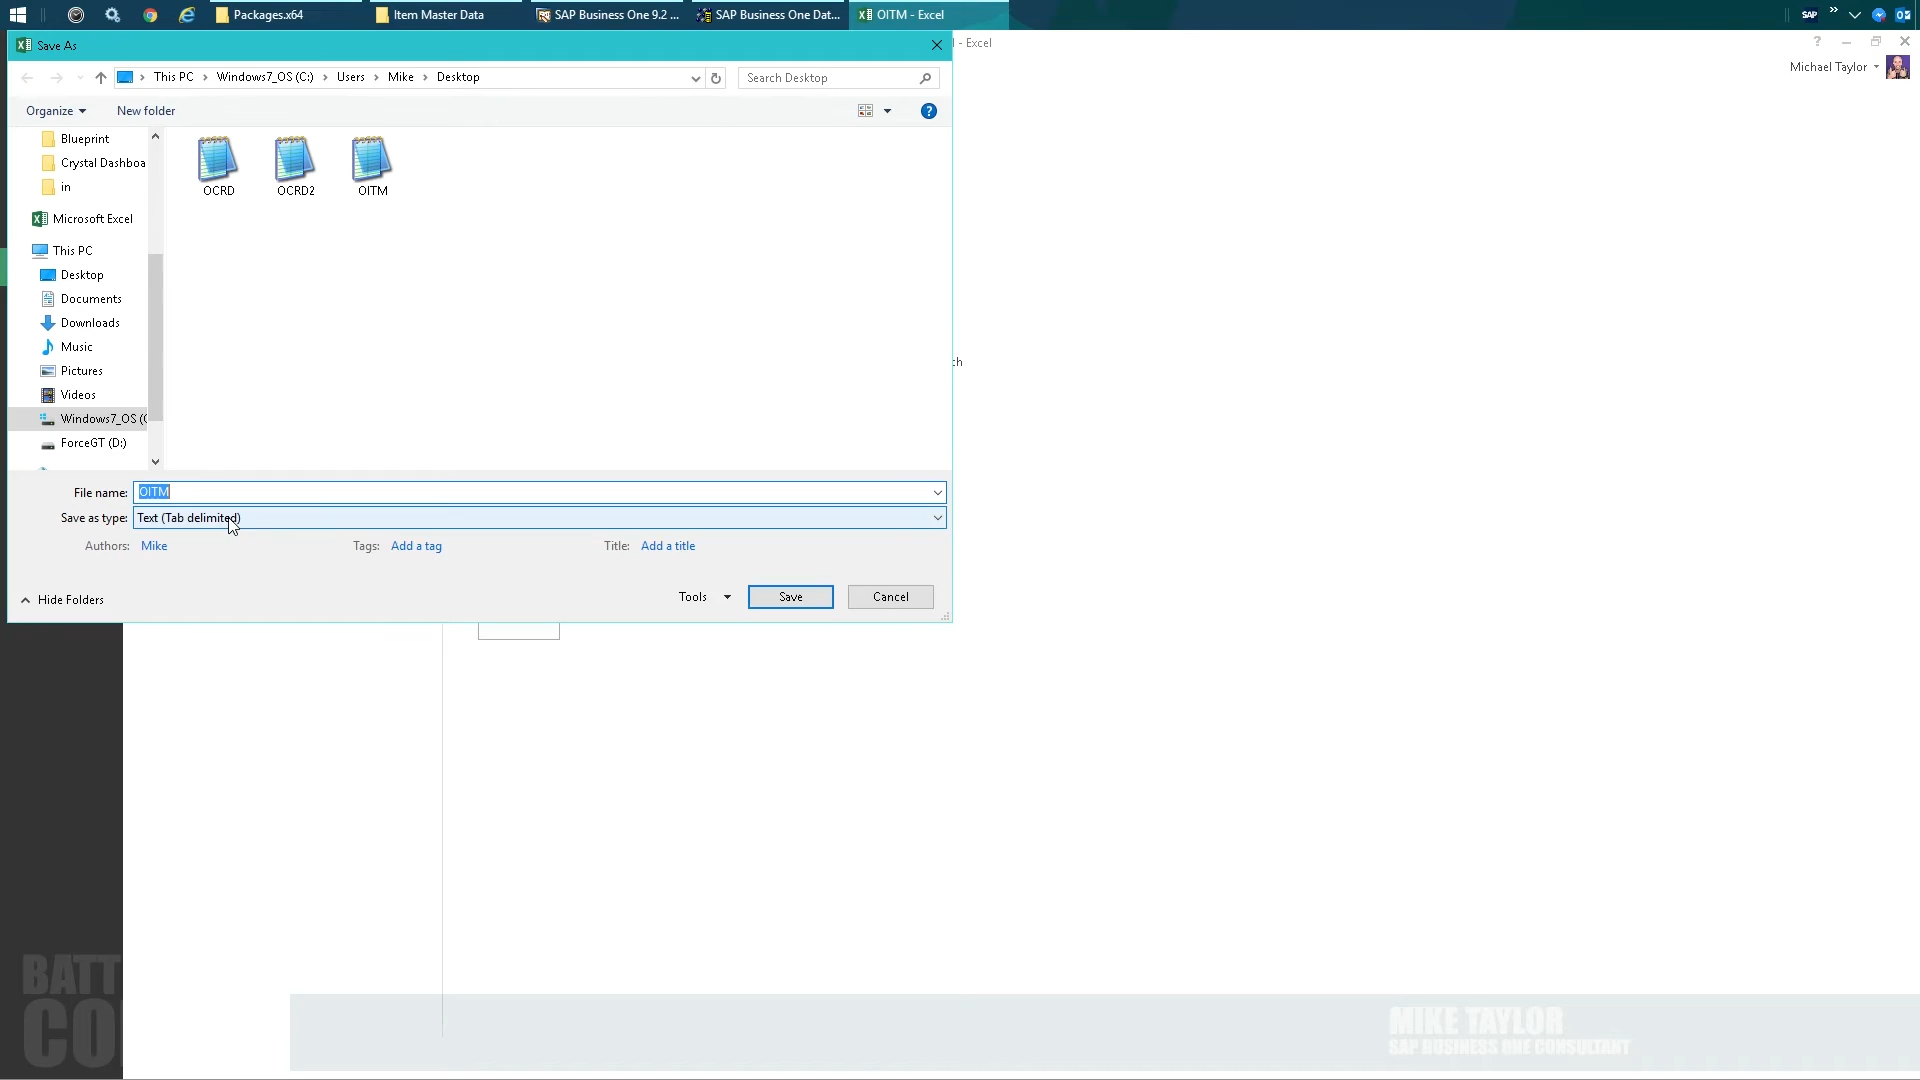 Packages.x64
Item Master Data
SAP Business One 9.2 ...
SAP Business One Dat...
OITM - Excel
SAP
Save As
- Excel
Michael Taylor
This PC > Windows7_OS (C:) > Users > Mike > Desktop
Search Desktop
Organize
New folder
Blueprint
Crystal Dashboa
in
Microsoft Excel
This PC
Desktop
Documents
Downloads
Music
Pictures
Videos
Windows7_OS (C
ForceGT (D:)
OCRD
OCRD2
OITM
ch
File name: OITM
Save as type: Text (Tab delimited)
Authors: Mike
Tags: Add a tag
Title: Add a title
Hide Folders
Tools
Save
Cancel
BATT
CO
MIKE TAYLOR
SAP BUSINESS ONE CONSULTANT